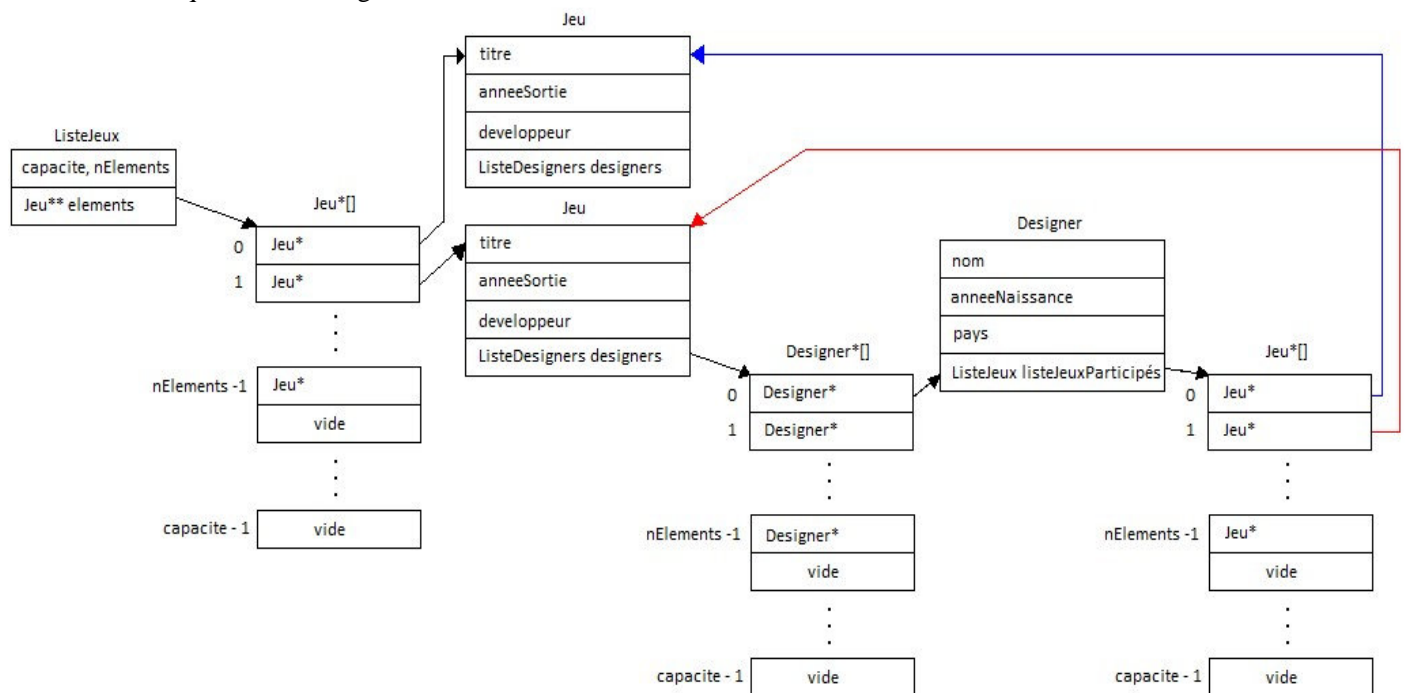 Jeu
titre
anneeSortie
developpeur
ListeDesigners designers
ListeJeux
capacite, nElements
Jeu** elements
Jeu*[]
0 Jeu*
1 Jeu*
nElements -1 Jeu*
vide
capacite - 1 vide
Jeu
titre
anneeSortie
developpeur
ListeDesigners designers
Designer*[]
0 Designer*
1 Designer*
nElements -1 Designer*
vide
capacite - 1 vide
Designer
nom
anneeNaissance
pays
ListeJeux listeJeuxParticipés
Jeu*[]
0 Jeu*
1 Jeu*
nElements -1 Jeu*
vide
capacite - 1 vide